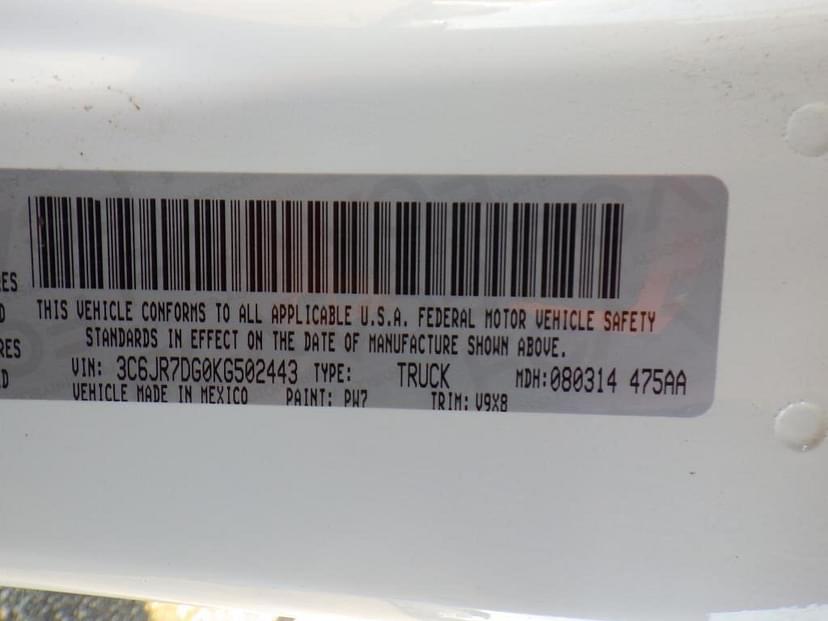 THIS VEHICLE CONFORMS TO ALL APPLICABLE U.S.A. FEDERAL MOTOR VEHICLE SAFETY
STANDARDS IN EFFECT ON THE DATE OF MANUFACTURE SHOWN ABOVE.
VIN: 3C6JR7DG0KG502443 TYPE: TRUCK MDH:080314 475AA
VEHICLE MADE IN MEXICO PAINT: PW7 TRIM: V9X8